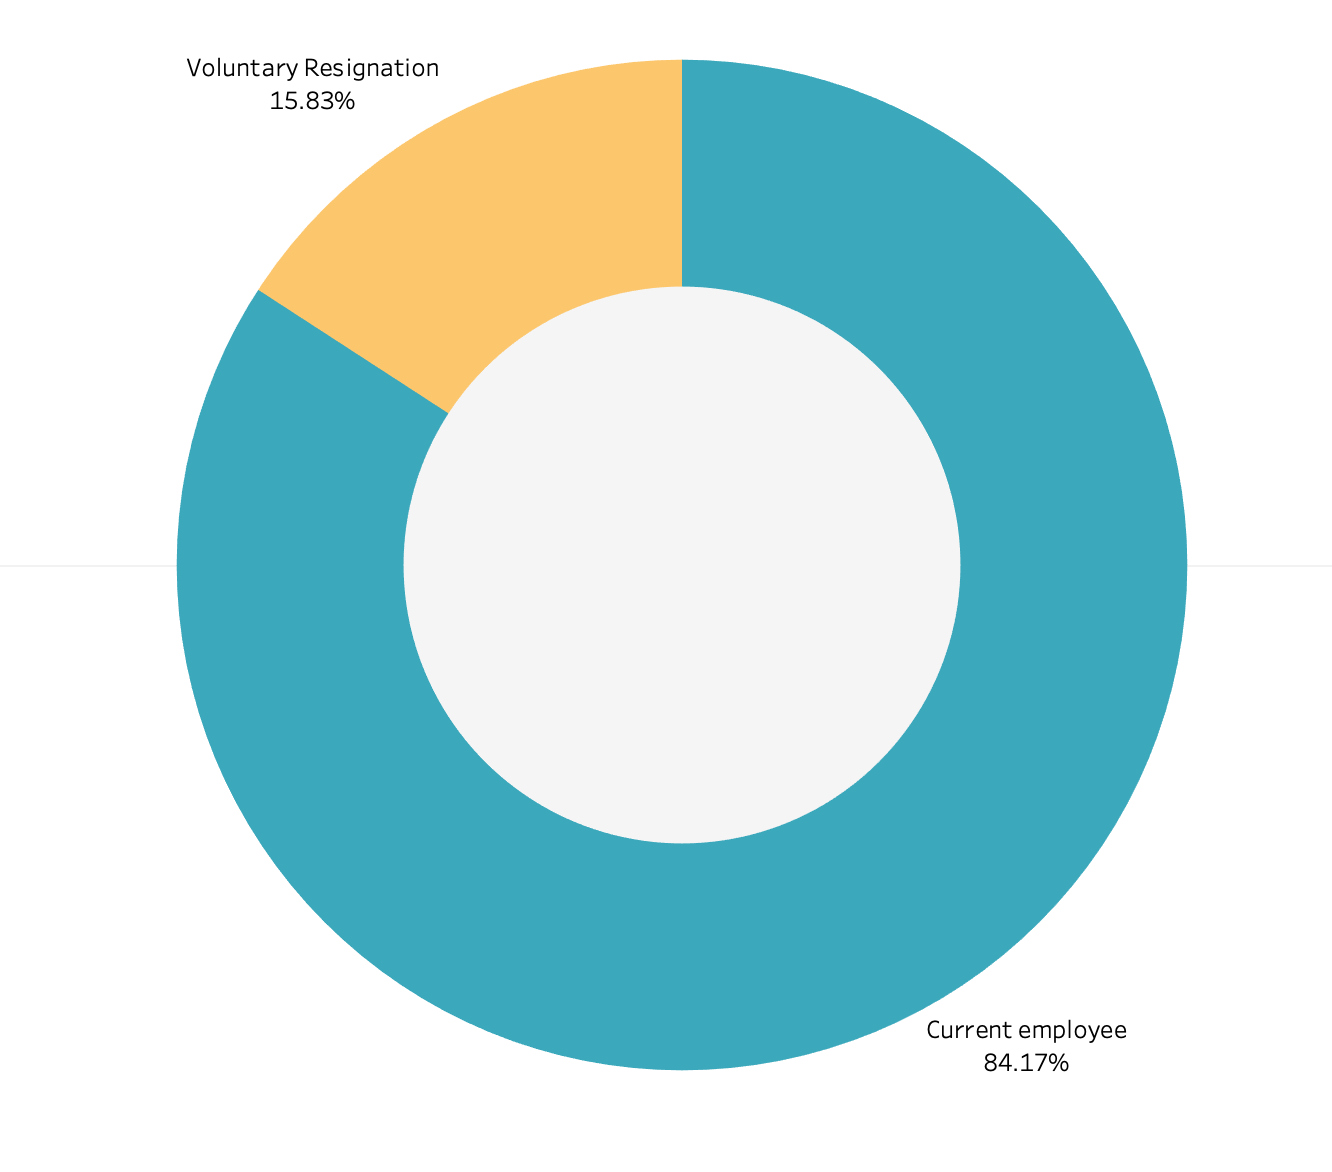 Voluntary Resignation
15.83%
Current employee
84.17%